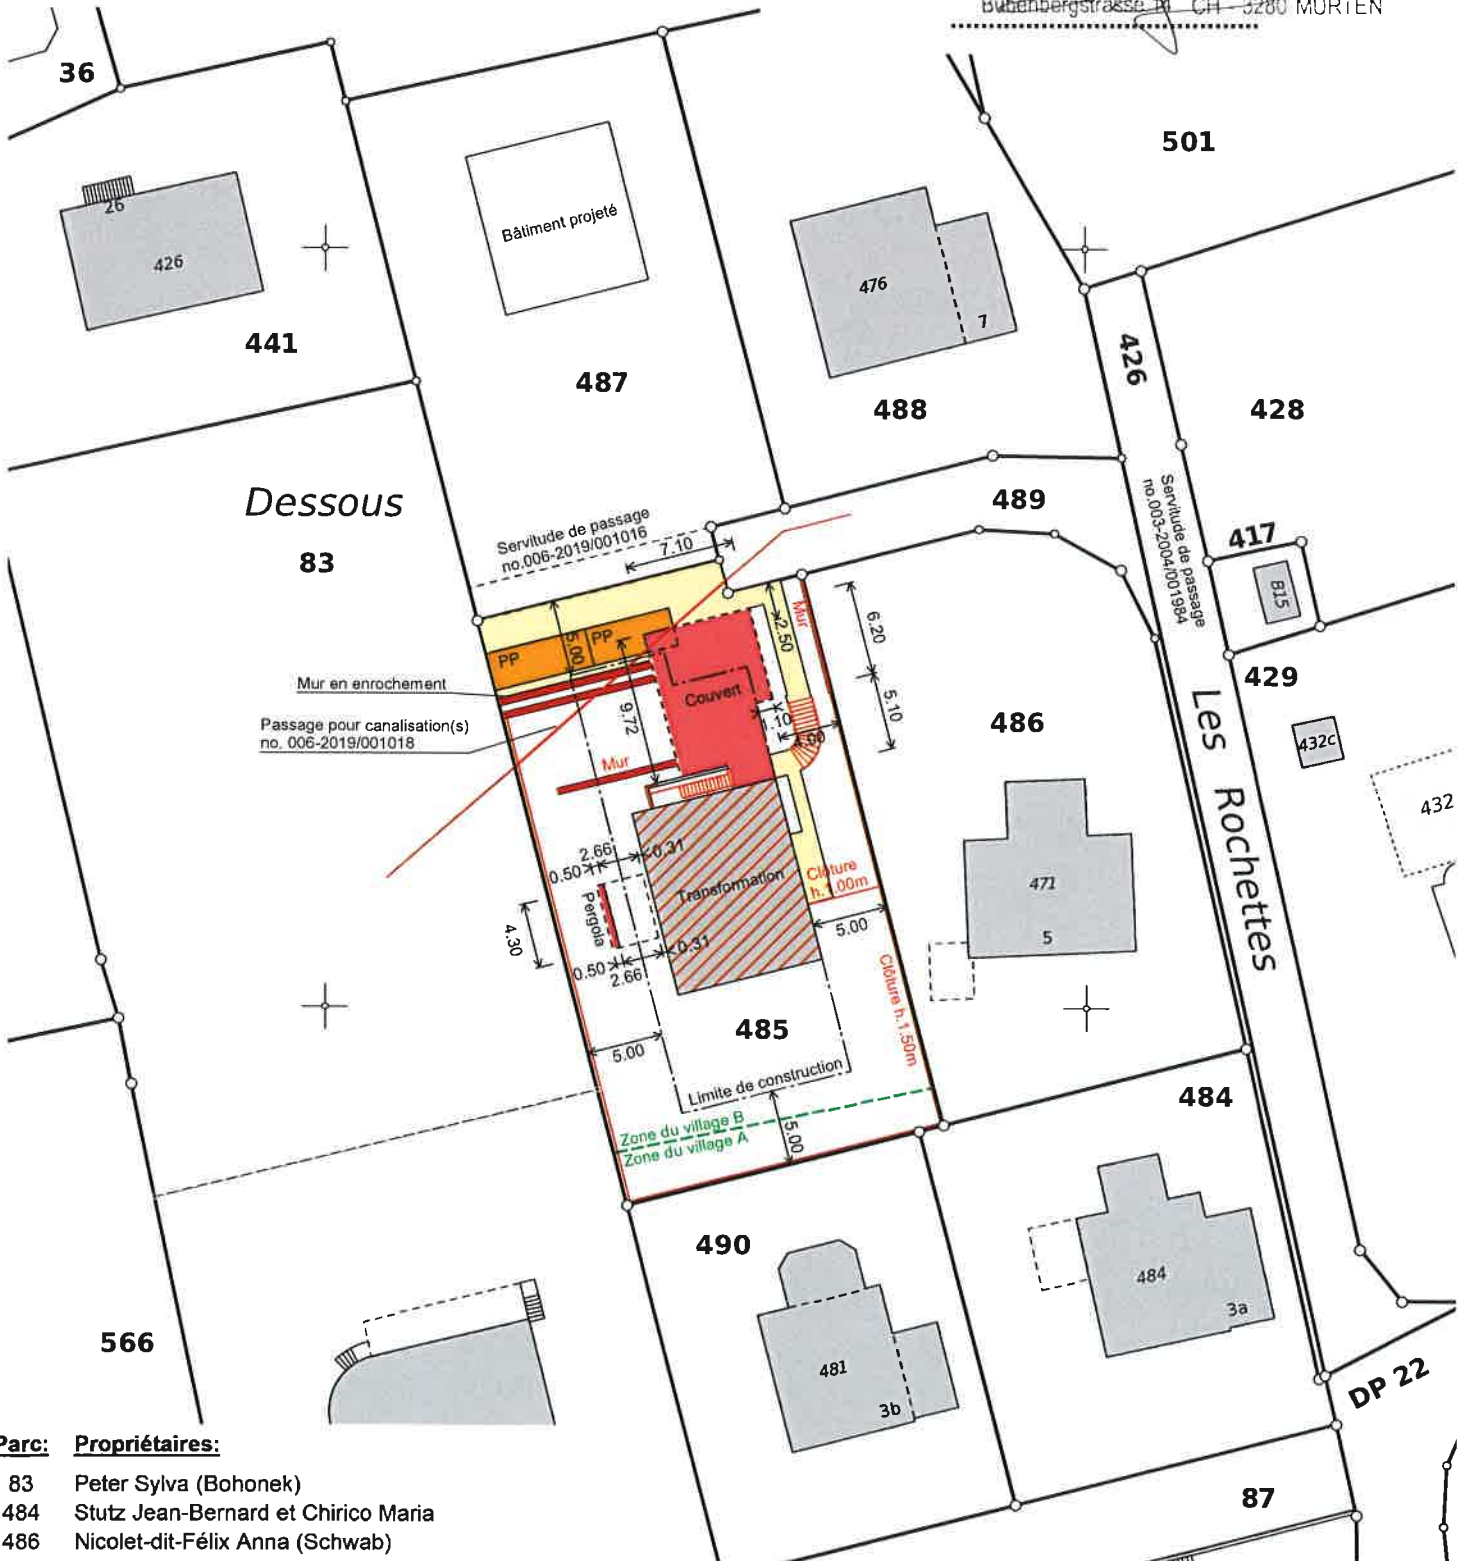 Bubenbergstrasse 14 CH - 3280 MURTEN
36
501
26
426
Bâtiment projeté
476
7
441
487
488
426
428
Dessous
83
489
417
B15
Servitude de passage
no.006-2019/001016
7.10
Servitude de passage
no.003-2004/001984
PP
PP
5.00
Mur
2.50
6.20
Mur en enrochement
429
Passage pour canalisation(s)
no. 006-2019/001018
9.72
Couvert
1.10
4.00
5.10
486
Les Rochettes
432c
432
Mur
2.66
0.31
0.50
Transformation
Clôture
h.1.00m
471
5
Pergola
4.30
5.00
0.50
2.66
0.31
Clôture h.1.50m
485
5.00
Limite de construction
Zone du village B
Zone du village A
5.00
484
490
484
3a
566
481
3b
DP 22
87
Parc: Propriétaires:
83 Peter Sylva (Bohonek)
484 Stutz Jean-Bernard et Chirico Maria
486 Nicolet-dit-Félix Anna (Schwab)